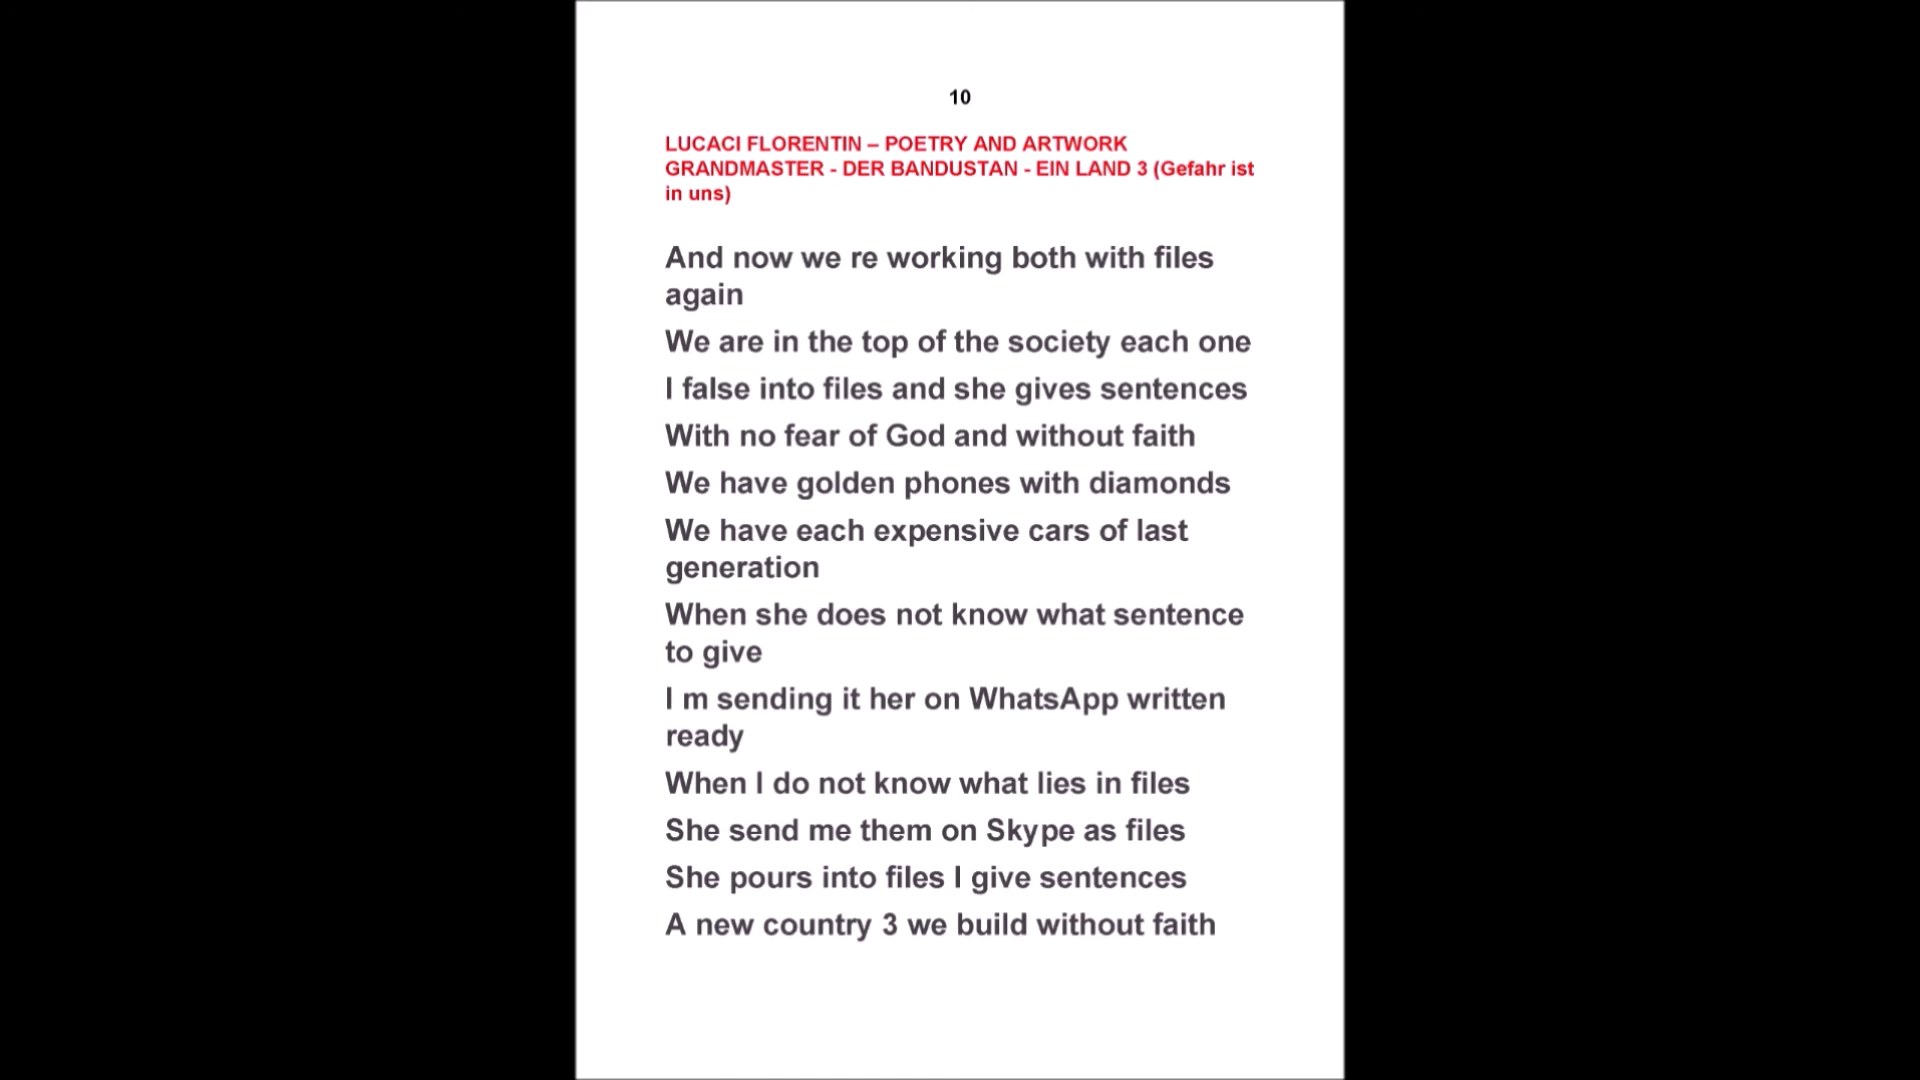 10
LUCACI FLORENTIN – POETRY AND ARTWORK
GRANDMASTER - DER BANDUSTAN - EIN LAND 3 (Gefahr ist
in uns)
And now we re working both with files
again
We are in the top of the society each one
I false into files and she gives sentences
With no fear of God and without faith
We have golden phones with diamonds
We have each expensive cars of last
generation
When she does not know what sentence
to give
I m sending it her on WhatsApp written
ready
When I do not know what lies in files
She send me them on Skype as files
She pours into files I give sentences
A new country 3 we build without faith